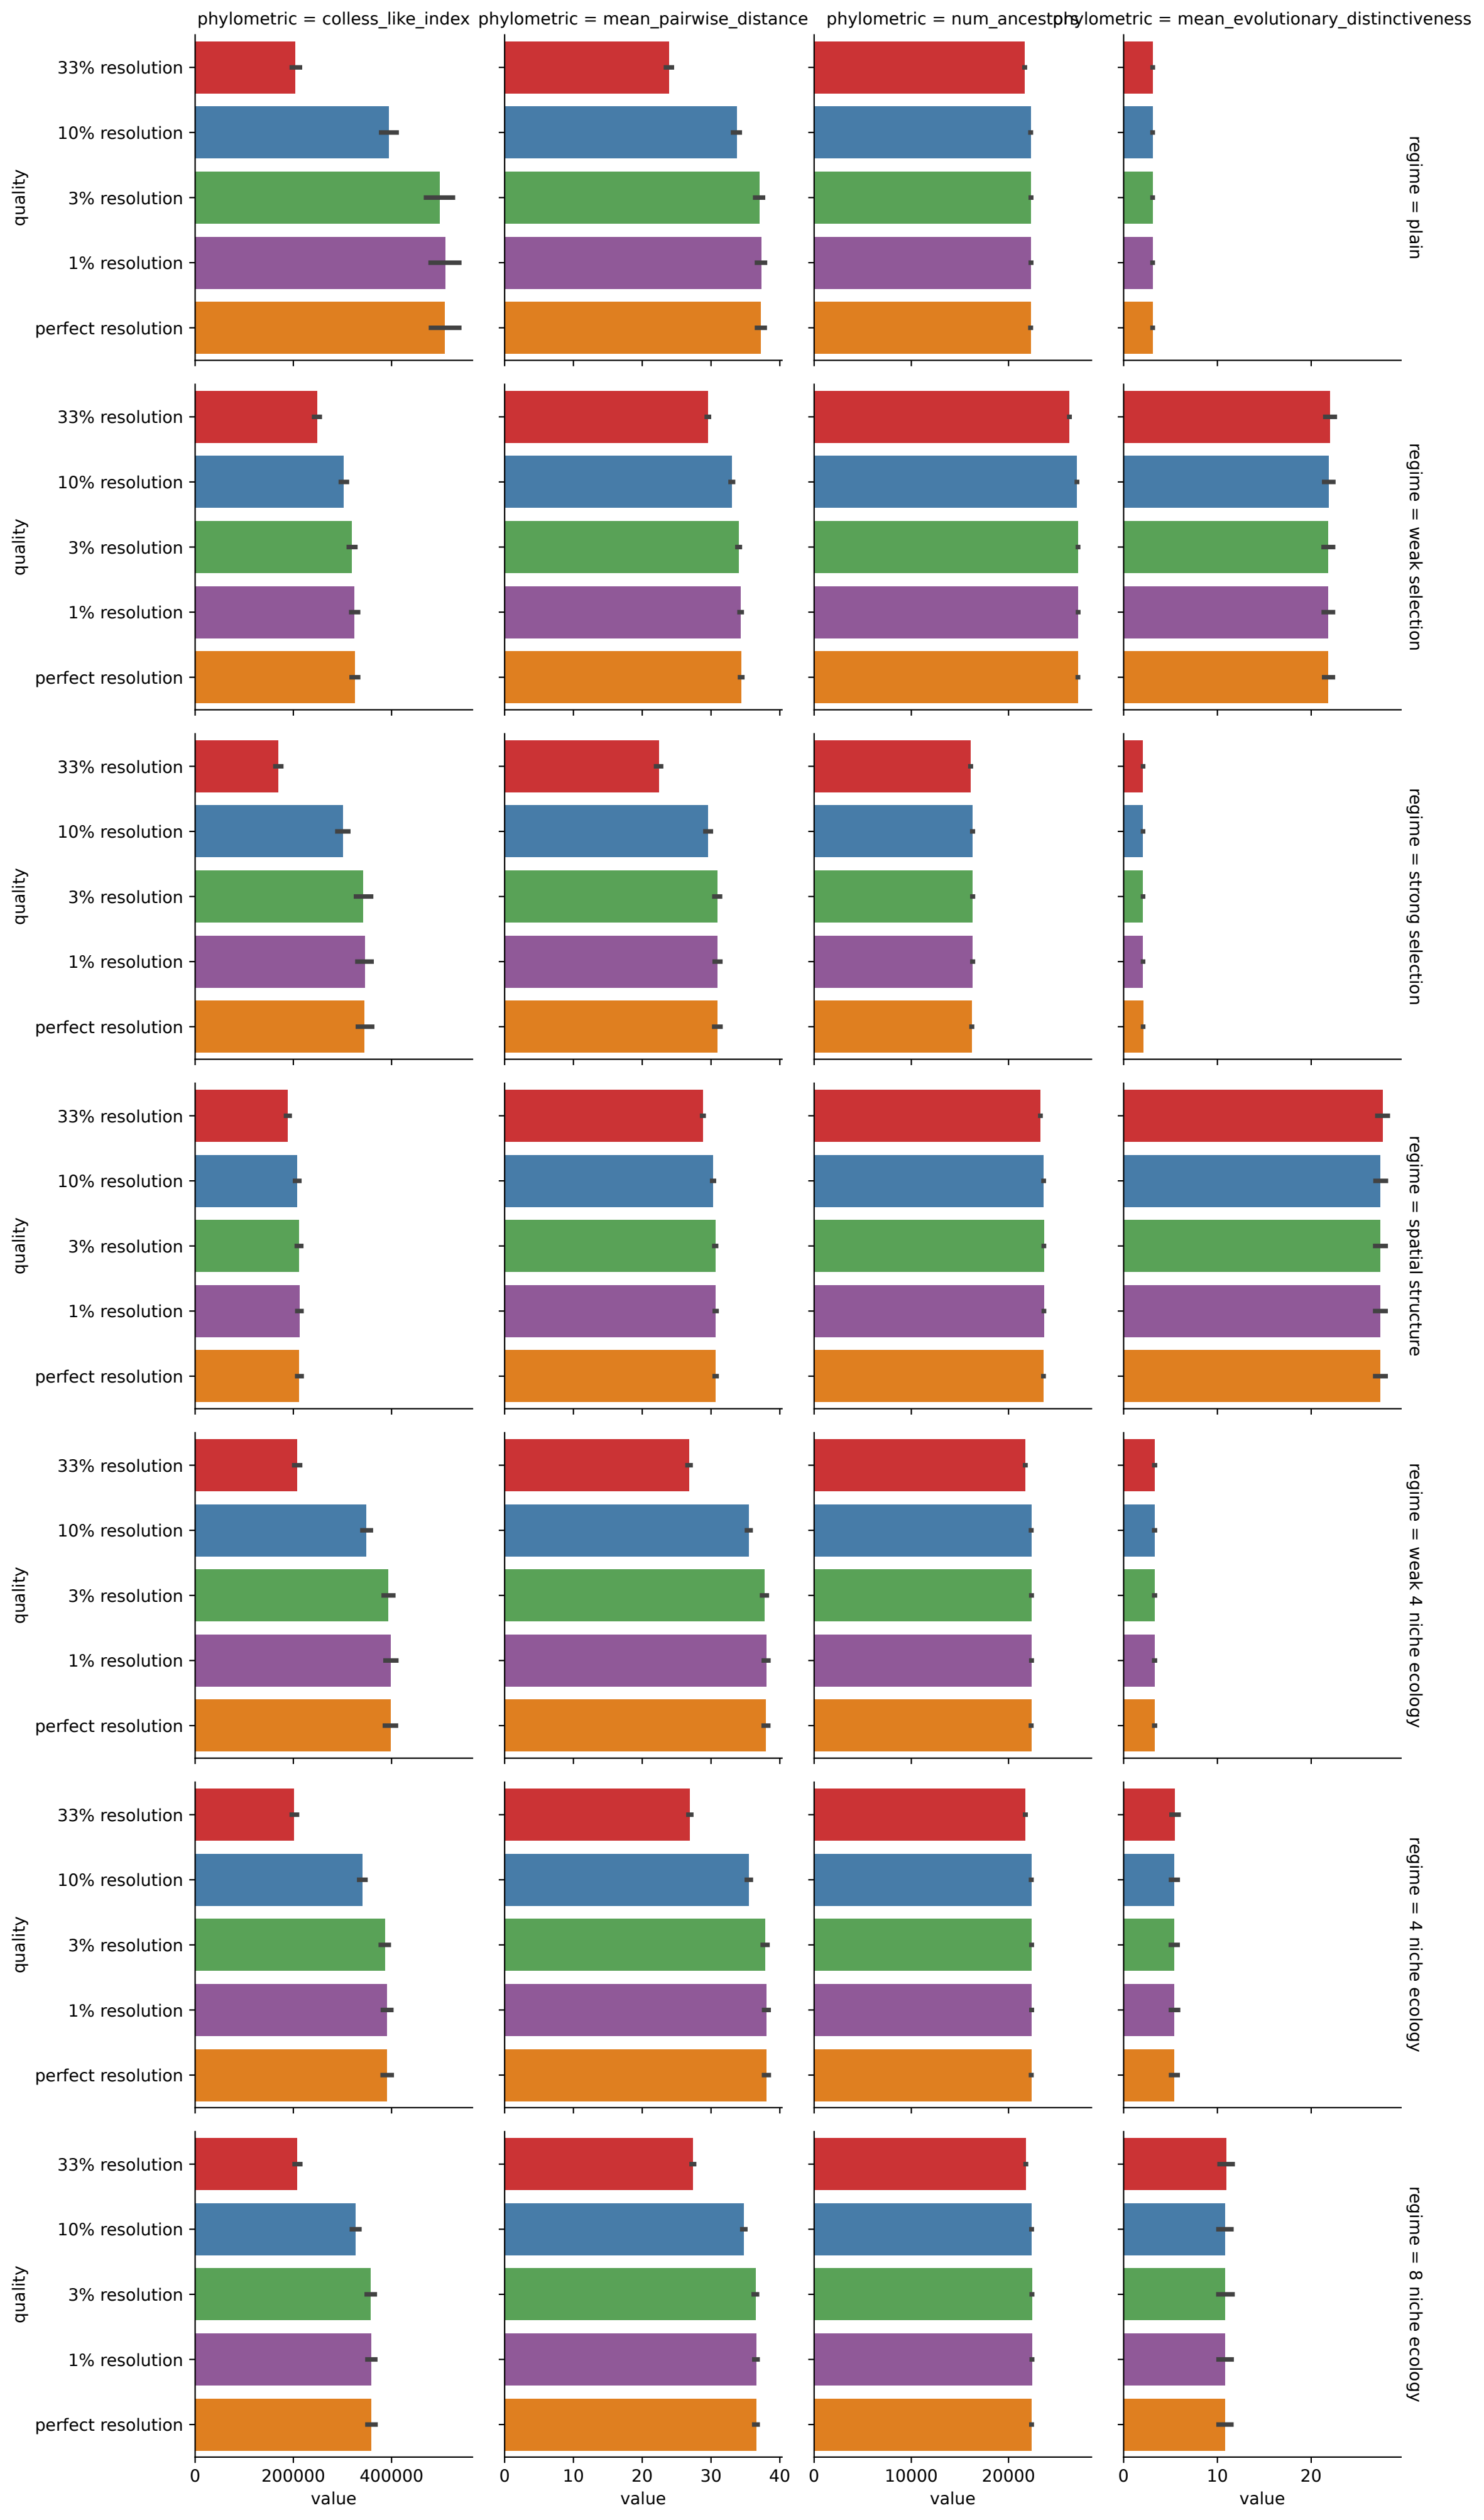 phylometric = colless_like_index
phylometric = mean_pairwise_distance
phylometric = num_ancestors
phylometric = mean_evolutionary_distinctiveness
33% resolution
10% resolution
3% resolution
1% resolution
perfect resolution
quality
regime = plain
33% resolution
10% resolution
3% resolution
1% resolution
perfect resolution
quality
regime = weak selection
33% resolution
10% resolution
3% resolution
1% resolution
perfect resolution
quality
regime = strong selection
33% resolution
10% resolution
3% resolution
1% resolution
perfect resolution
quality
regime = spatial structure
33% resolution
10% resolution
3% resolution
1% resolution
perfect resolution
quality
regime = weak 4 niche ecology
33% resolution
10% resolution
3% resolution
1% resolution
perfect resolution
quality
regime = 4 niche ecology
33% resolution
10% resolution
3% resolution
1% resolution
perfect resolution
quality
regime = 8 niche ecology
0 200000 400000
0 10 20 30 40
0 10000 20000
0 10 20
value
value
value
value